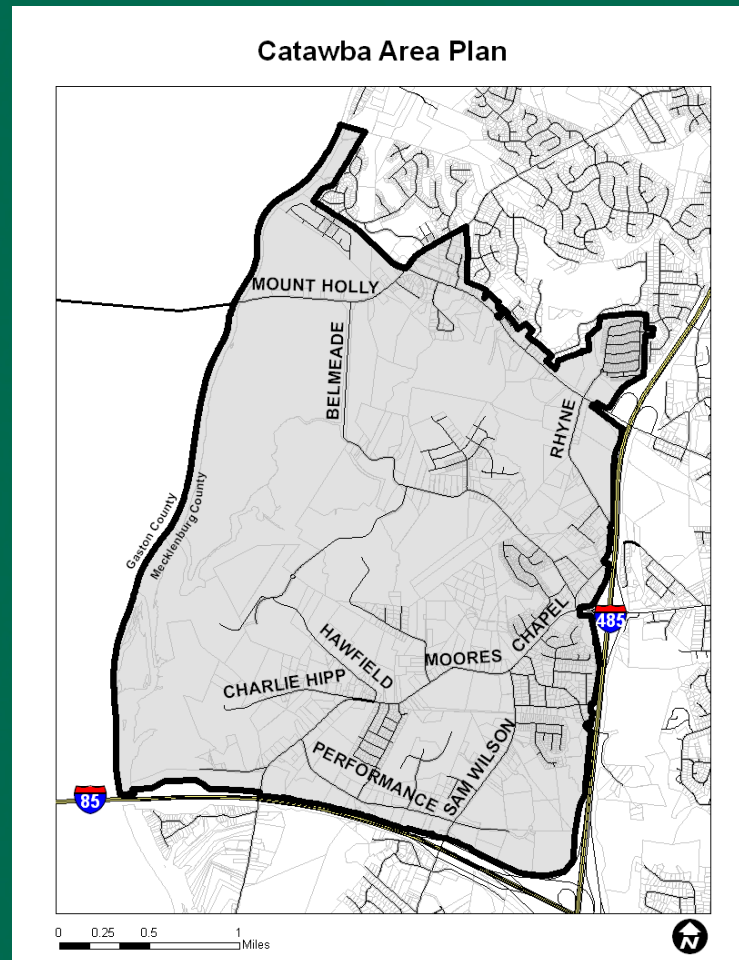 Catawba Area Plan
MOUNT HOLLY
BELMEADE
RHYNE
Gaston County
Mecklenburg County
485
HAWFIELD
MOORES CHAPEL
CHARLIE HIPP
PERFORMANCE
SAM WILSON
85
0 0.25 0.5 1
Miles
N